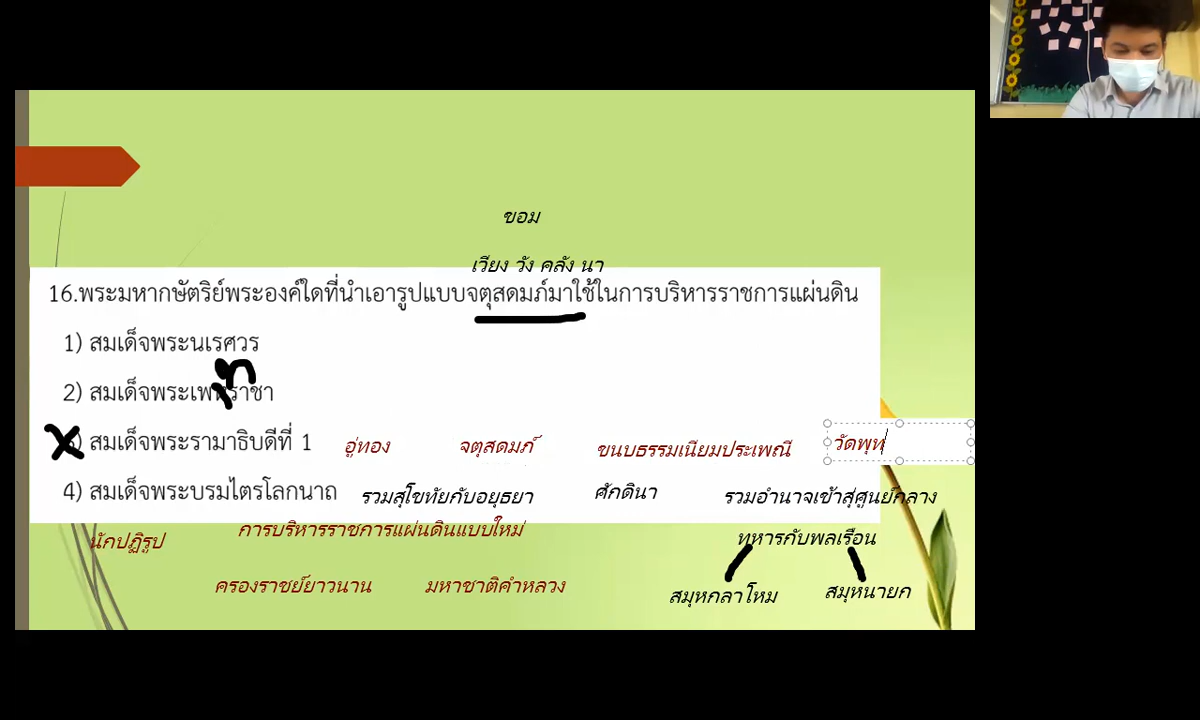 ขอม
เวียง วัง คลัง นา
16.พระมหากษัตริย์พระองค์ใดที่นำเอารูปแบบจตุสดมภ์มาใช้ในการบริหารราชการแผ่นดิน
1) สมเด็จพระนเรศวร
2) สมเด็จพระเพทราชา
3) สมเด็จพระรามาธิบดีที่ 1 อู่ทอง จตุสดมภ์ ขนบธรรมเนียมประเพณี วัดพุท
4) สมเด็จพระบรมไตรโลกนาถ รวมสุโขทัยกับอยุธยา ศักดินา รวมอำนาจเข้าสู่ศูนย์กลาง
นักปฏิรูป การบริหารราชการแผ่นดินแบบใหม่ ทหารกับพลเรือน
ครองราชย์ยาวนาน มหาชาติคำหลวง สมุหกลาโหม สมุหนายก